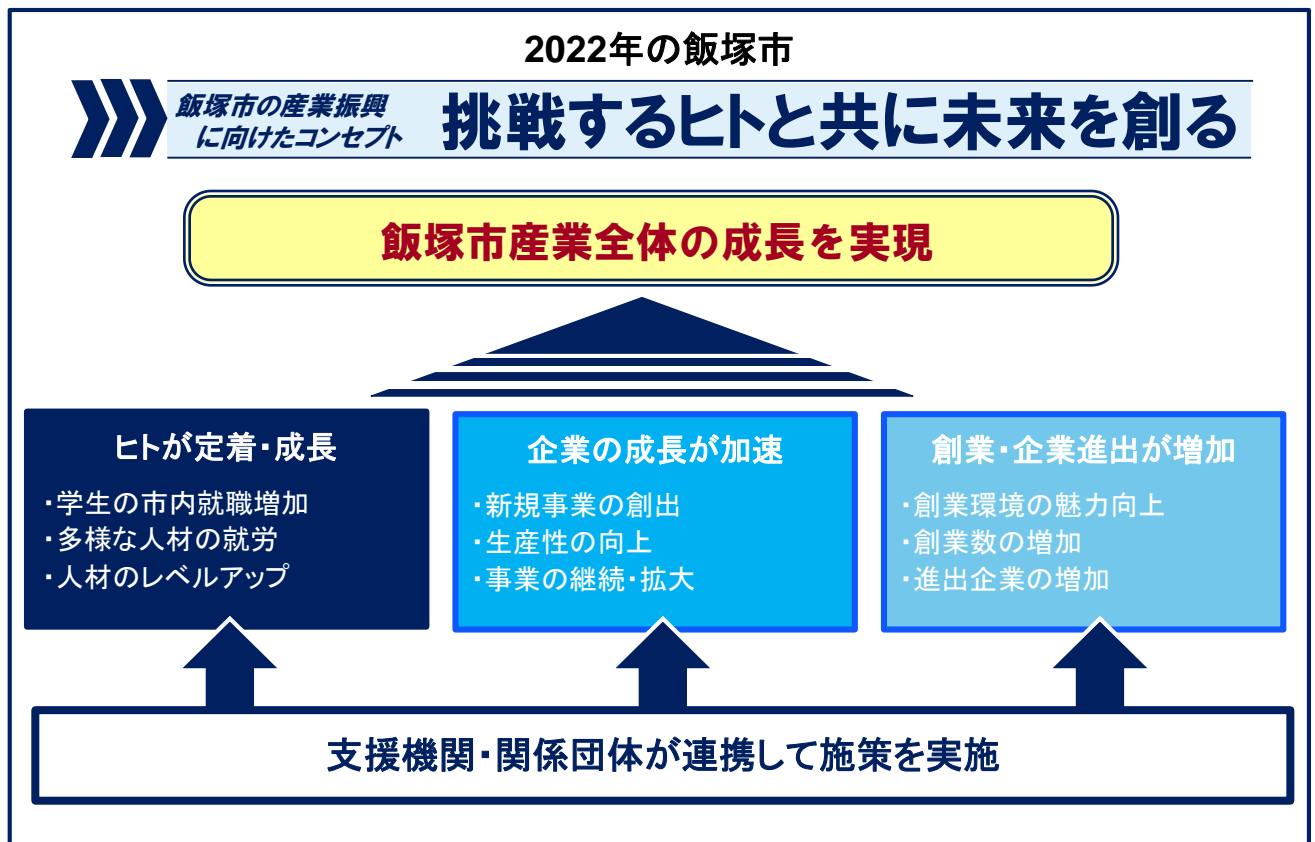 2022年の飯塚市
飯塚市の産業振興
に向けたコンセプト
挑戦するヒトと共に未来を創る
飯塚市産業全体の成長を実現
ヒトが定着・成長
・学生の市内就職増加
・多様な人材の就労
・人材のレベルアップ
企業の成長が加速
・新規事業の創出
・生産性の向上
・事業の継続・拡大
創業・企業進出が増加
・創業環境の魅力向上
・創業数の増加
・進出企業の増加
支援機関・関係団体が連携して施策を実施